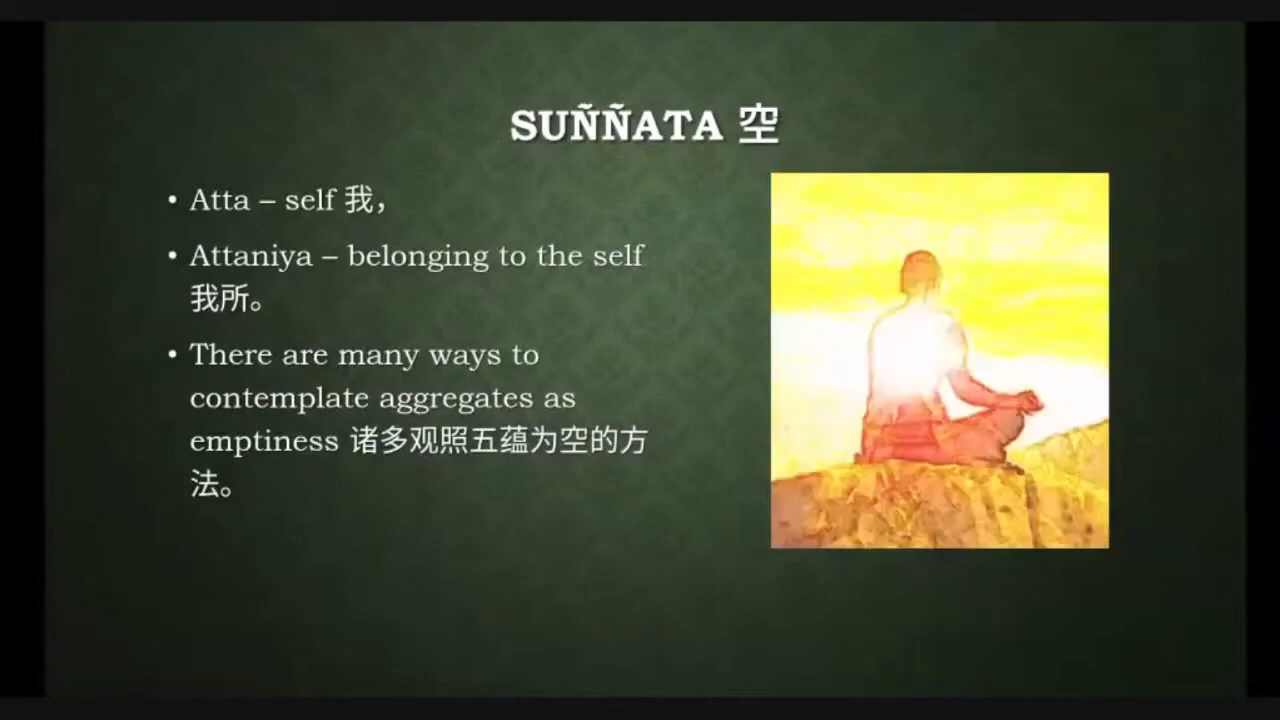 SUÑÑATA 空
• Atta – self 我，
• Attaniya – belonging to the self
我所。
• There are many ways to
contemplate aggregates as
emptiness 诸多观照五蕴为空的方
法。